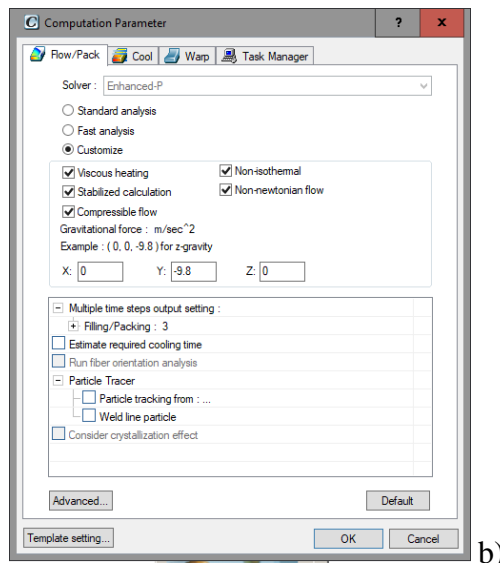 Computation Parameter ? x
Flow/Pack Cool Warp Task Manager
Solver : Enhanced-P
Standard analysis
Fast analysis
Customize
Viscous heating Non-isothermal
Stabilized calculation Non-newtonian flow
Compressible flow
Gravitational force : m/sec^2
Example : ( 0, 0, -9.8 ) for z-gravity
X: 0 Y: -9.8 Z: 0
Multiple time steps output setting :
Filling/Packing : 3
Estimate required cooling time
Run fiber orientation analysis
Particle Tracer
Particle tracking from : ...
Weld line particle
Consider crystallization effect
Advanced... Default
Template setting... OK Cancel
b)